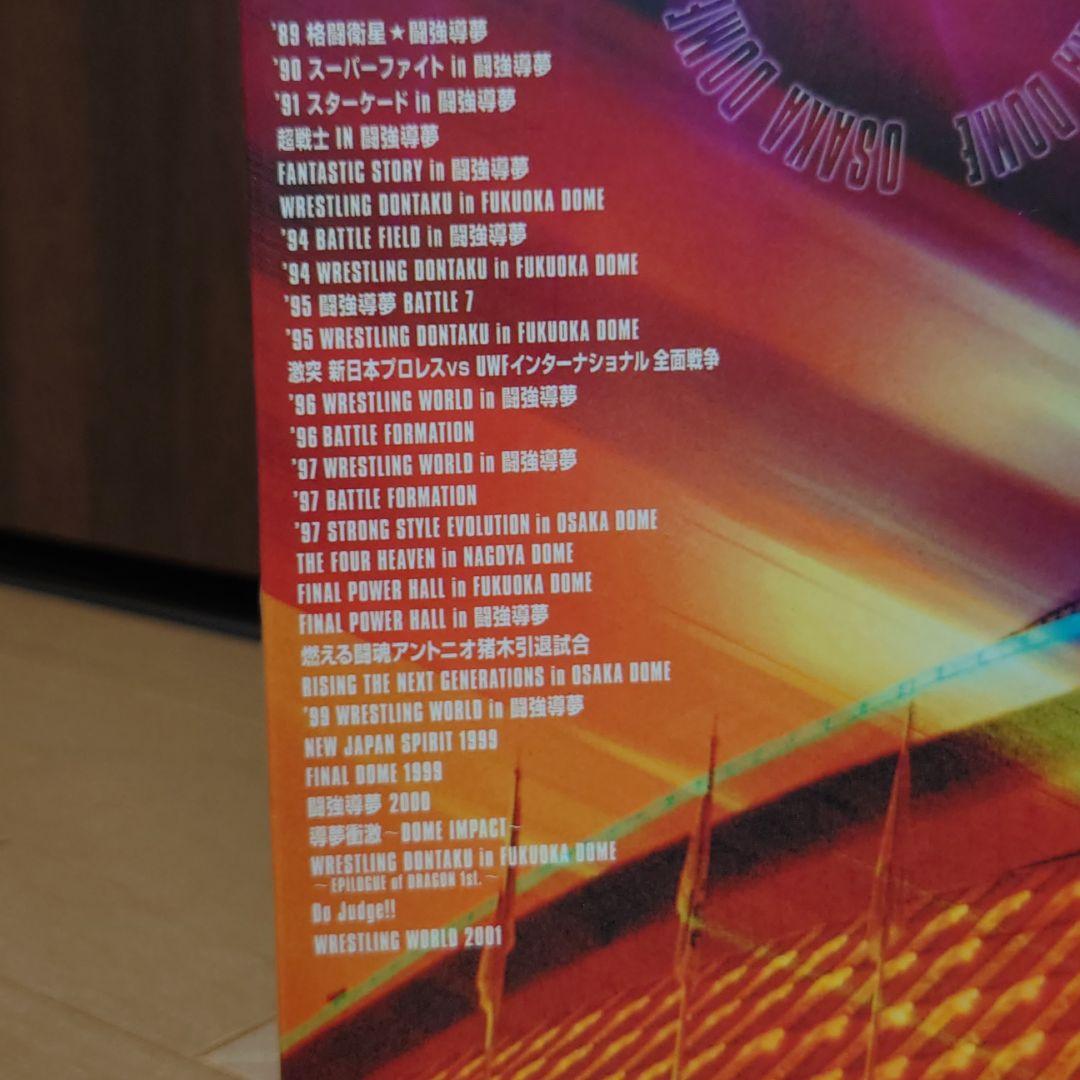 '89 格闘衛星★闘強導夢
'90 スーパーファイト in 闘強導夢
'91 スターケード in 闘強導夢
超戦士 IN 闘強導夢
FANTASTIC STORY in 闘強導夢
WRESTLING DONTAKU in FUKUOKA DOME
'94 BATTLE FIELD in 闘強導夢
'94 WRESTLING DONTAKU in FUKUOKA DOME
'95 闘強導夢 BATTLE 7
'95 WRESTLING DONTAKU in FUKUOKA DOME
激突 新日本プロレスvs UWFインターナショナル 全面戦争
'96 WRESTLING WORLD in 闘強導夢
'96 BATTLE FORMATION
'97 WRESTLING WORLD in 闘強導夢
'97 BATTLE FORMATION
'97 STRONG STYLE EVOLUTION in OSAKA DOME
THE FOUR HEAVEN in NAGOYA DOME
FINAL POWER HALL in FUKUOKA DOME
FINAL POWER HALL in 闘強導夢
燃える闘魂アントニオ猪木引退試合
RISING THE NEXT GENERATIONS in OSAKA DOME
'99 WRESTLING WORLD in 闘強導夢
NEW JAPAN SPIRIT 1999
FINAL DOME 1999
闘強導夢 2000
導夢衝激~DOME IMPACT~
WRESTLING DONTAKU in FUKUOKA DOME
~EPILOGUE of DRAGON 1st.~
Do Judge!!
WRESTLING WORLD 2001
OSAKA DOME
DOME